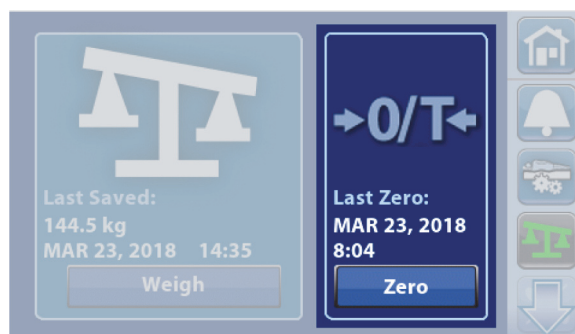 Last Saved:
144.5 kg
MAR 23, 2018 14:35
Weigh
→0/T←
Last Zero:
MAR 23, 2018
8:04
Zero